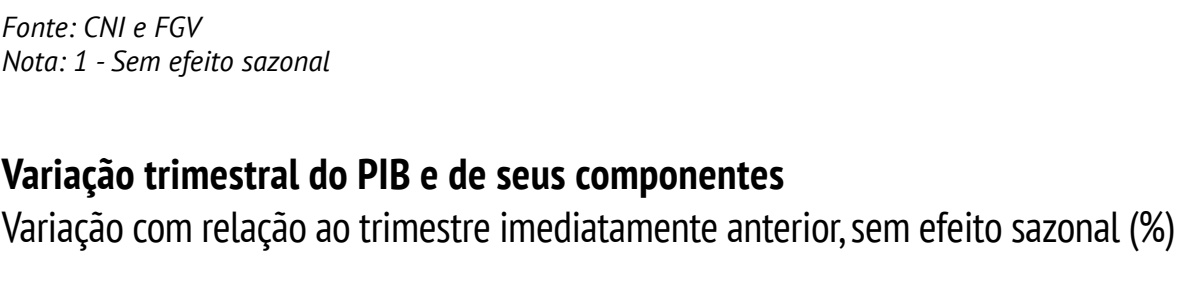 Fonte: CNI e FGV
Nota: 1 - Sem efeito sazonal
Variação trimestral do PIB e de seus componentes
Variação com relação ao trimestre imediatamente anterior, sem efeito sazonal (%)